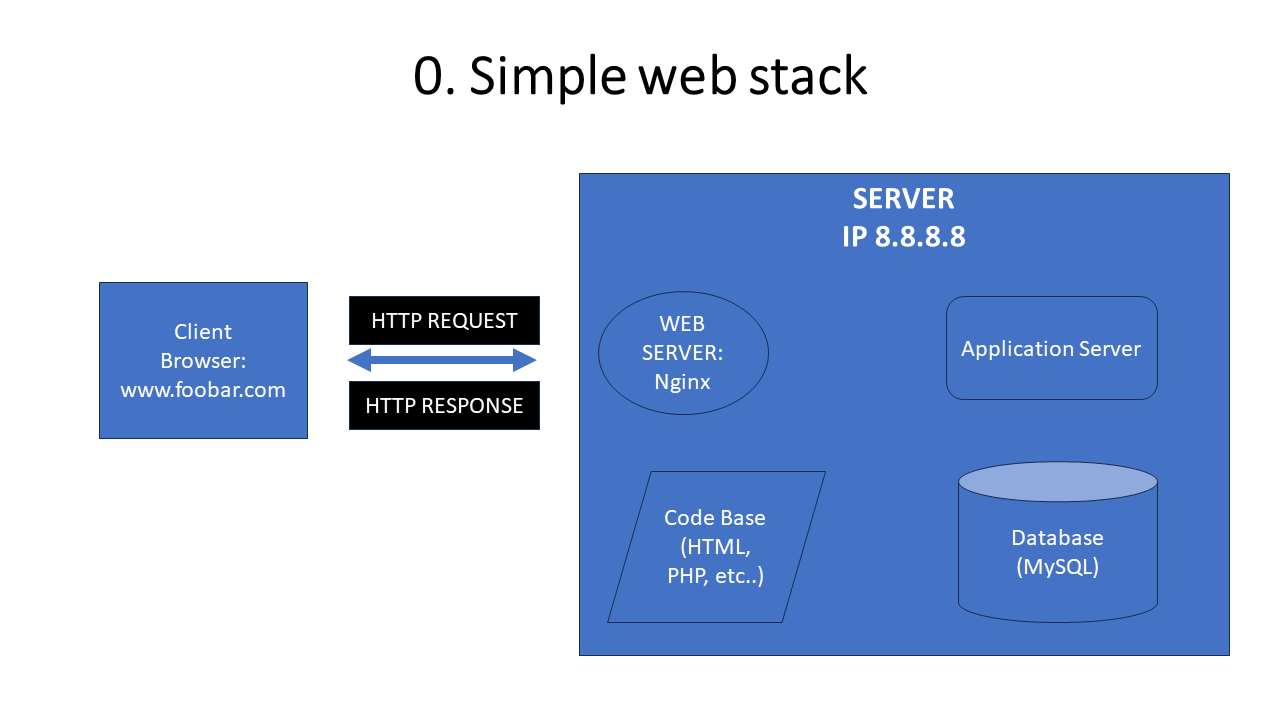 0. Simple web stack
SERVER
IP 8.8.8.8
Client
Browser:
www.foobar.com
HTTP REQUEST
HTTP RESPONSE
WEB
SERVER:
Nginx
Application Server
Code Base
(HTML,
PHP, etc..)
Database
(MySQL)